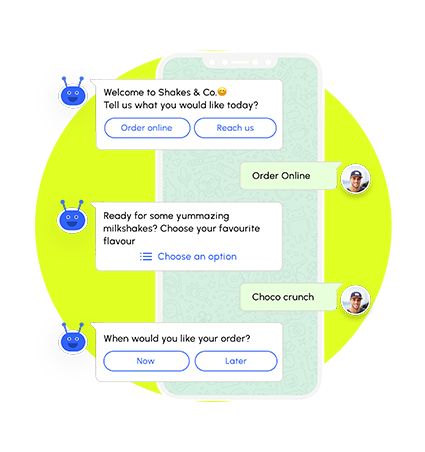 Welcome to Shakes & Co.😊
Tell us what you would like today?
Order online
Reach us
Order Online
Ready for some yummazing
milkshakes? Choose your favourite
flavour
Choose an option
Choco crunch
When would you like your order?
Now
Later